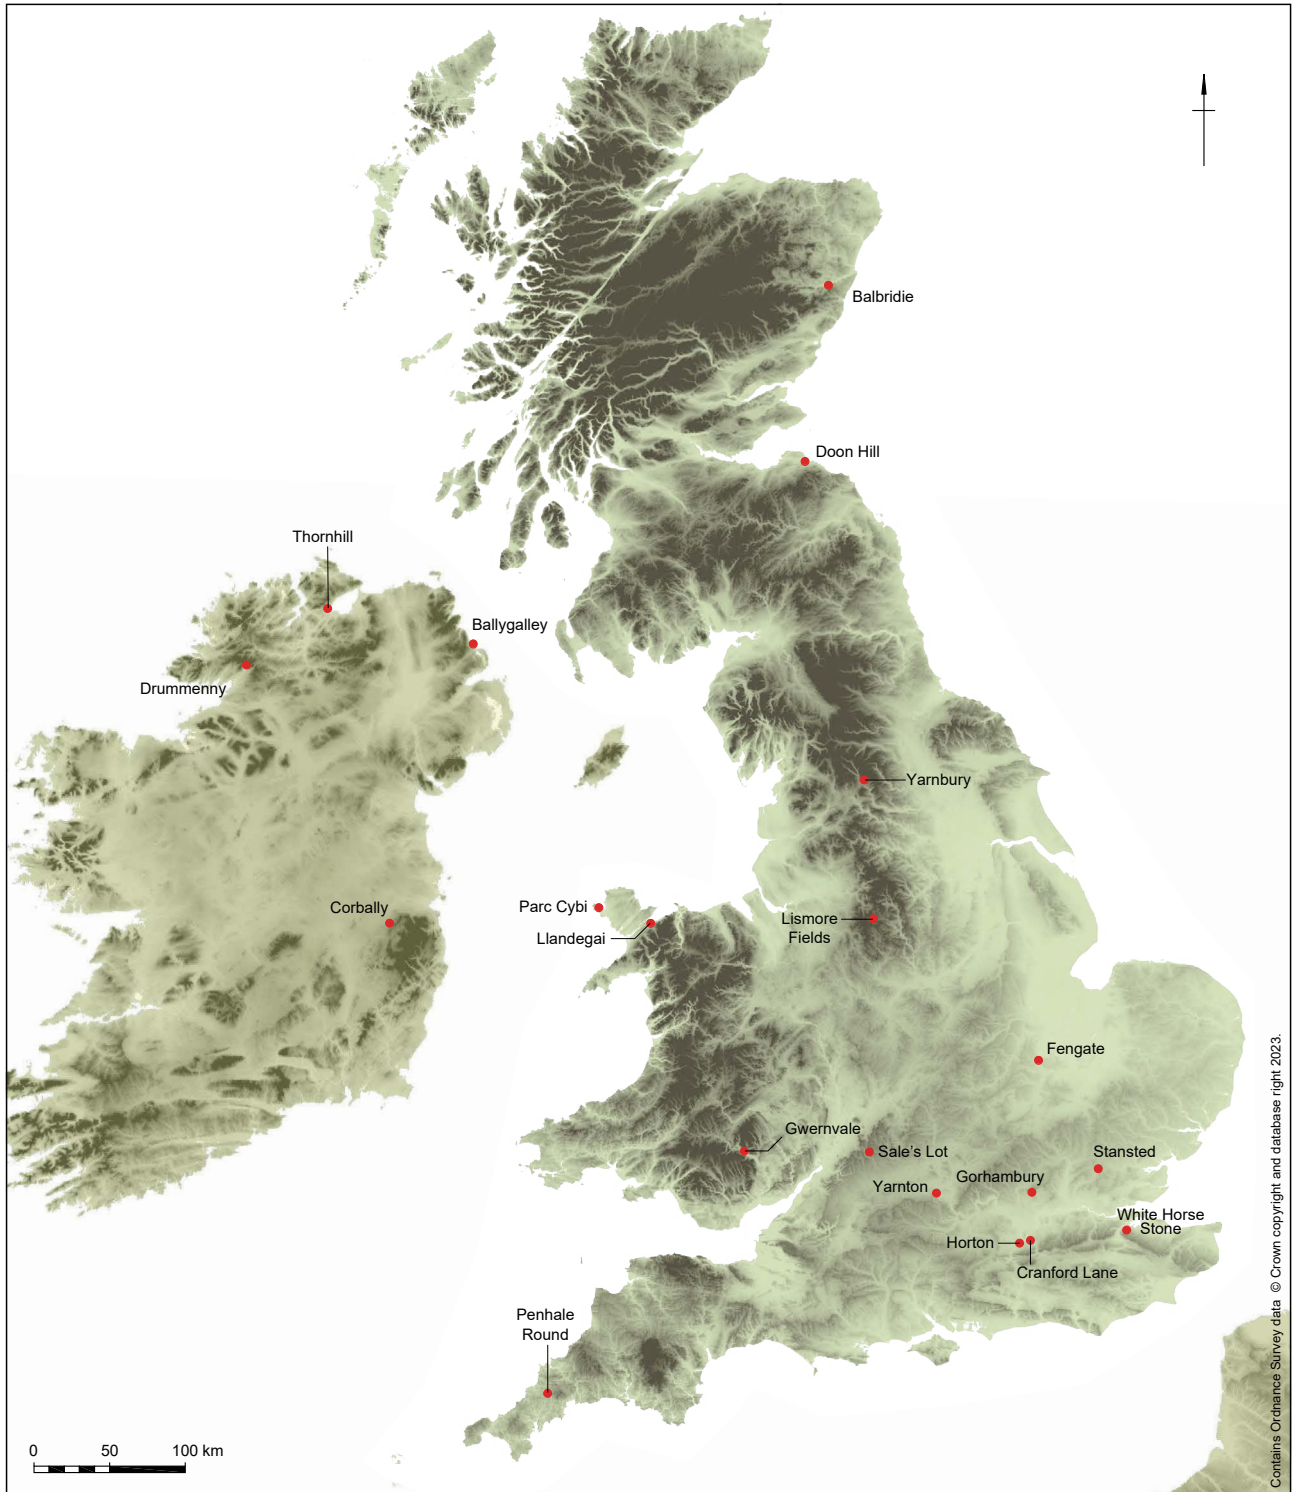 Balbridie
Doon Hill
Thornhill
Ballygalley
Drummenny
Yarnbury
Parc Cybi
Corbally
Lismore
Fields
Llandegai
Fengate
Gwernvale
Sale's Lot
Stansted
Gorhambury
Yarnton
White Horse
Stone
Horton
Cranford Lane
Penhale
Round
0 50 100 km
Contains Ordnance Survey data © Crown copyright and database right 2023.